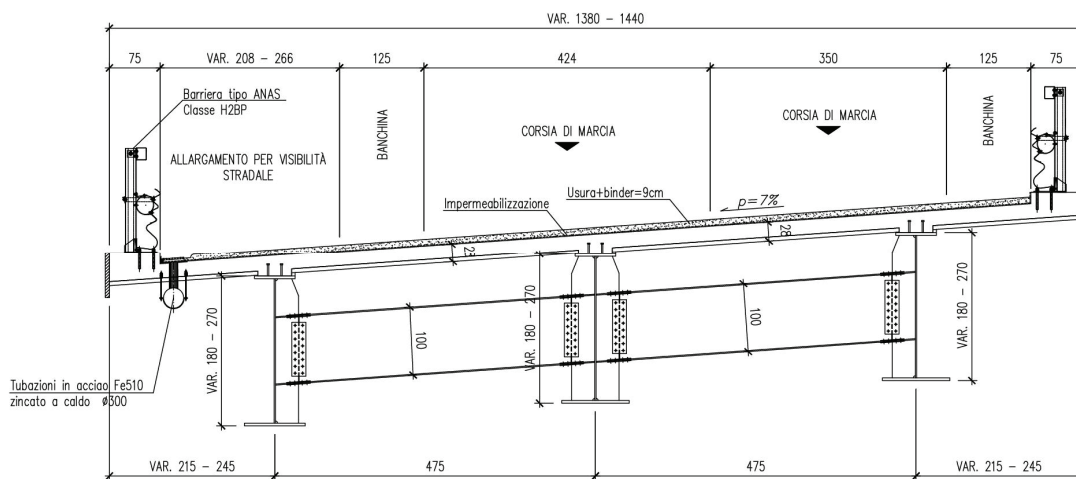 VAR. 1380 - 1440
75
VAR. 208 - 266
125
424
350
125
75
Barriera tipo ANAS
Classe H2BP
ALLARGAMENTO PER VISIBILITÀ
STRADALE
BANCHINA
CORSIA DI MARCIA
CORSIA DI MARCIA
BANCHINA
Impermeabilizzazione
Usura+binder=9cm
p=7%
28
VAR. 180 - 270
100
VAR. 180 - 270
100
VAR. 180 - 270
Tubazioni in acciao Fe510
zincato a caldo ø300
VAR. 215 - 245
475
475
VAR. 215 - 245